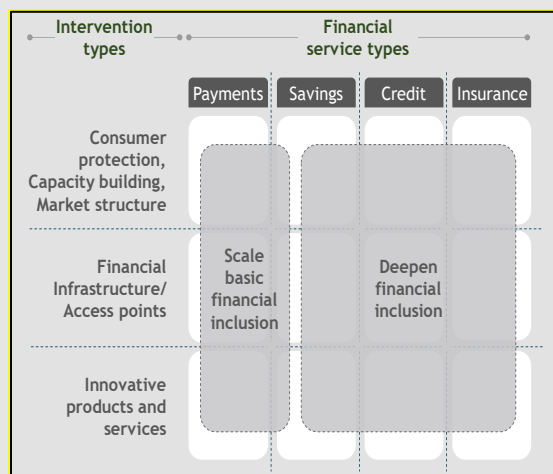 Intervention
types
Financial
service types
Payments
Savings
Credit
Insurance
Consumer
protection,
Capacity building,
Market structure
Financial
Infrastructure/
Access points
Scale
basic
financial
inclusion
Deepen
financial
inclusion
Innovative
products and
services